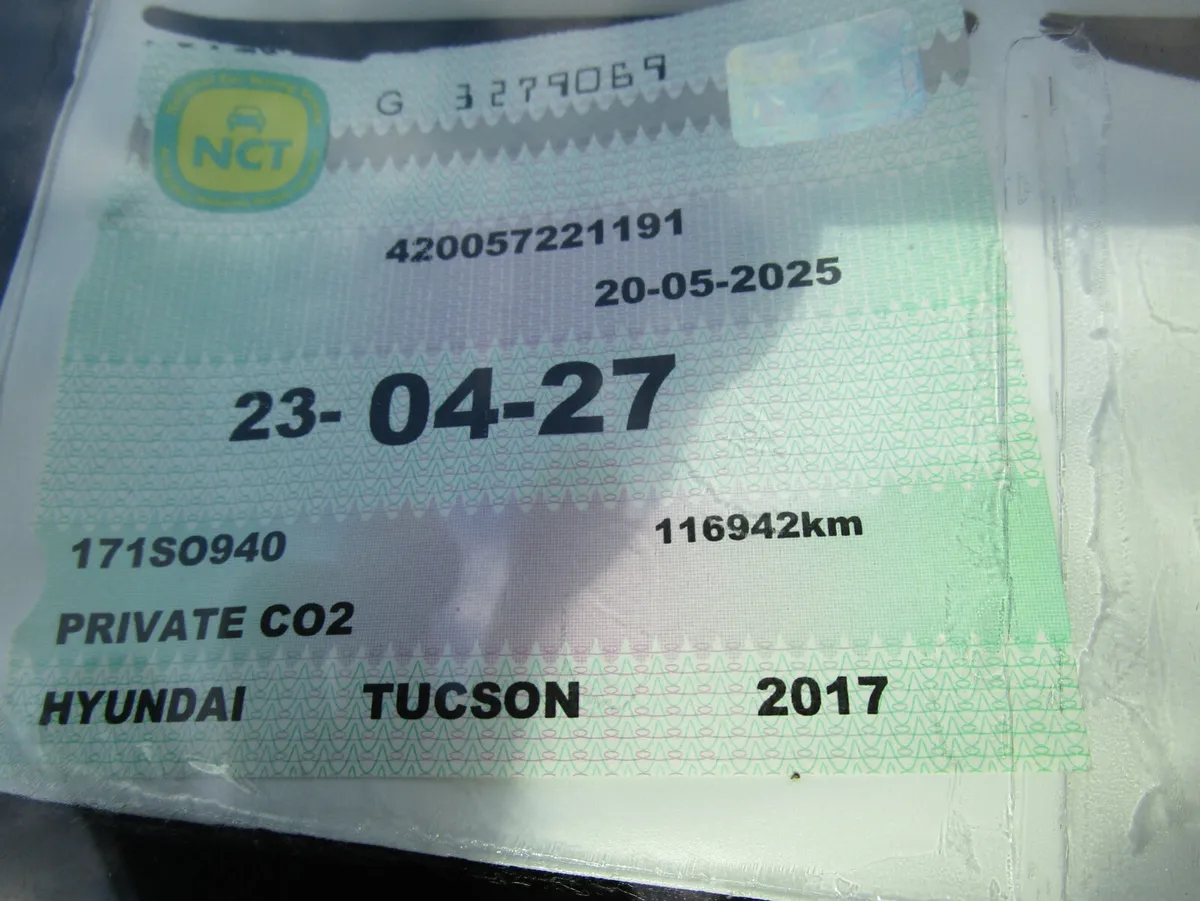 G 3279069
NCT
420057221191
20-05-2025
23-04-27
171SO940
116942km
PRIVATE CO2
HYUNDAI TUCSON 2017